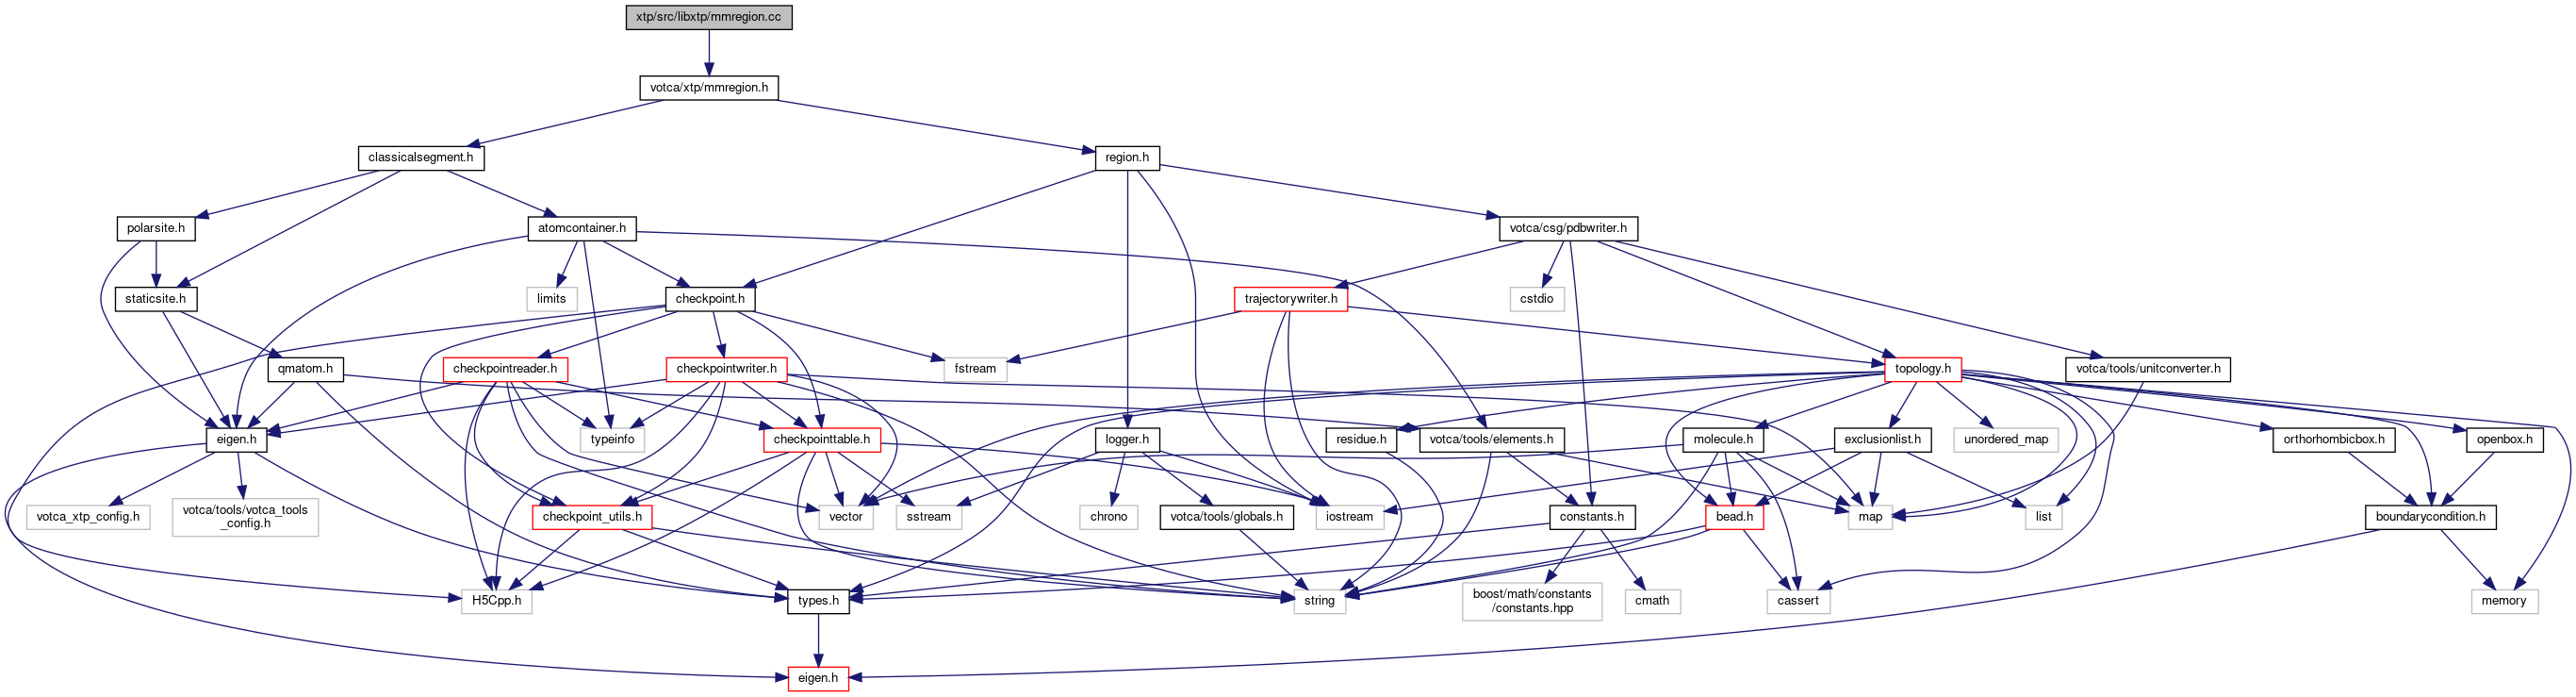 xtp/src/libxtp/mmregion.cc
votca/xtp/mmregion.h
classicalsegment.h
region.h
polarsite.h
atomcontainer.h
votca/csg/pdbwriter.h
staticsite.h
limits
checkpoint.h
trajectorywriter.h
cstdio
qmatom.h
checkpointreader.h
checkpointwriter.h
fstream
topology.h
votca/tools/unitconverter.h
eigen.h
typeinfo
checkpointtable.h
logger.h
residue.h
votca/tools/elements.h
molecule.h
exclusionlist.h
unordered_map
orthorhombicbox.h
openbox.h
votca_xtp_config.h
votca/tools/votca_tools
_config.h
checkpoint_utils.h
vector
sstream
chrono
votca/tools/globals.h
iostream
constants.h
bead.h
map
list
boundarycondition.h
H5Cpp.h
types.h
string
boost/math/constants
/constants.hpp
cmath
cassert
memory
eigen.h